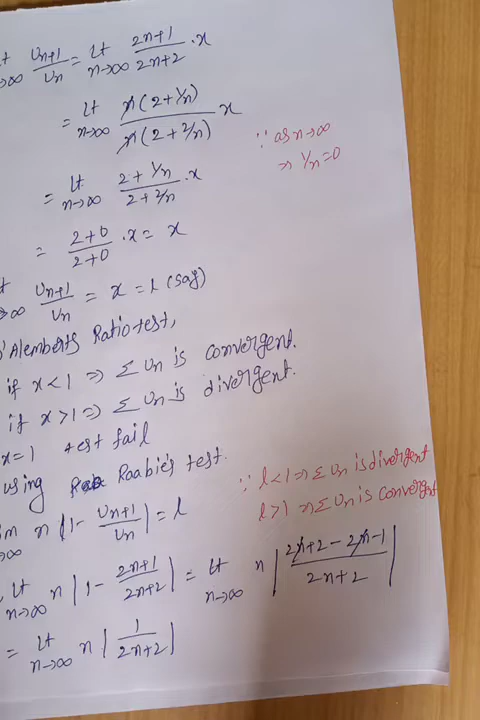 lt n→∞ Un+1/Un = lt n→∞ 2n+1/2n+2 · x
= lt n→∞ n(2+1/n)/n(2+2/n) x
∵ as n→∞
⇒ 1/n=0
= lt n→∞ 2+1/n/2+2/n · x
= 2+0/2+0 · x = x
lt n→∞ Un+1/Un = x = l (say)
D'Alemberts Ratio test,
if x<1 ⇒ Σ Un is convergent.
if x>1 ⇒ Σ Un is divergent.
x=1 test fail
using Raabie's test.
∵ l<1 ⇒ Σ Un is divergent
l>1 ⇒ Σ Un is convergent
lim n→∞ n|1 - Un+1/Un| = l
lt n→∞ n|1 - 2n+1/2n+2| = lt n→∞ n|2n+2-2n-1/2n+2|
= lt n→∞ n|1/2n+2|